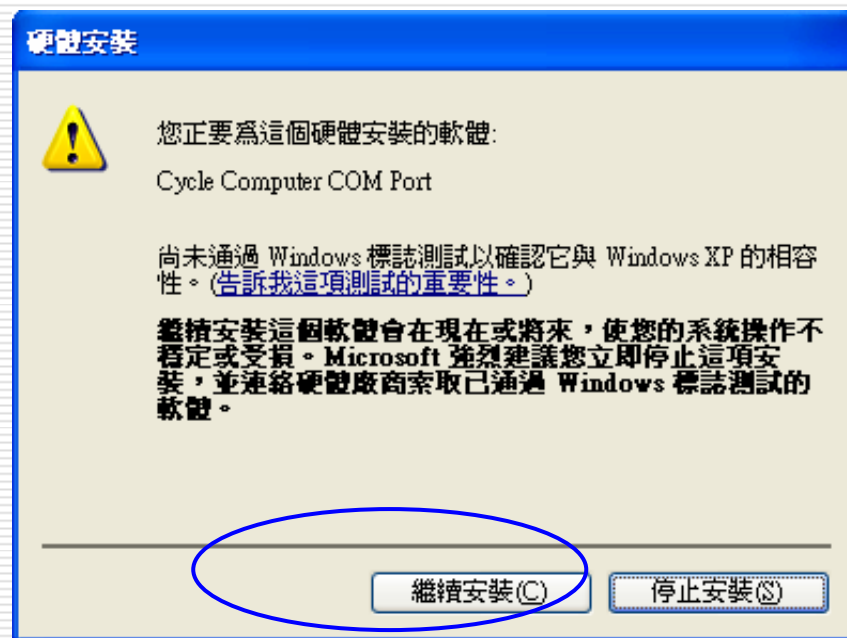 硬體安裝
您正要為這個硬體安裝的軟體:
Cycle Computer COM Port
尚未通過 Windows 標誌測試以確認它與 Windows XP 的相容
性。(告訴我這項測試的重要性。)
繼續安裝這個軟體會在現在或將來，使您的系統操作不
穩定或受損。Microsoft 強烈建議您立即停止這項安
裝，並連絡硬體廠商索取已通過 Windows 標誌測試的
軟體。
繼續安裝(C)
停止安裝(S)